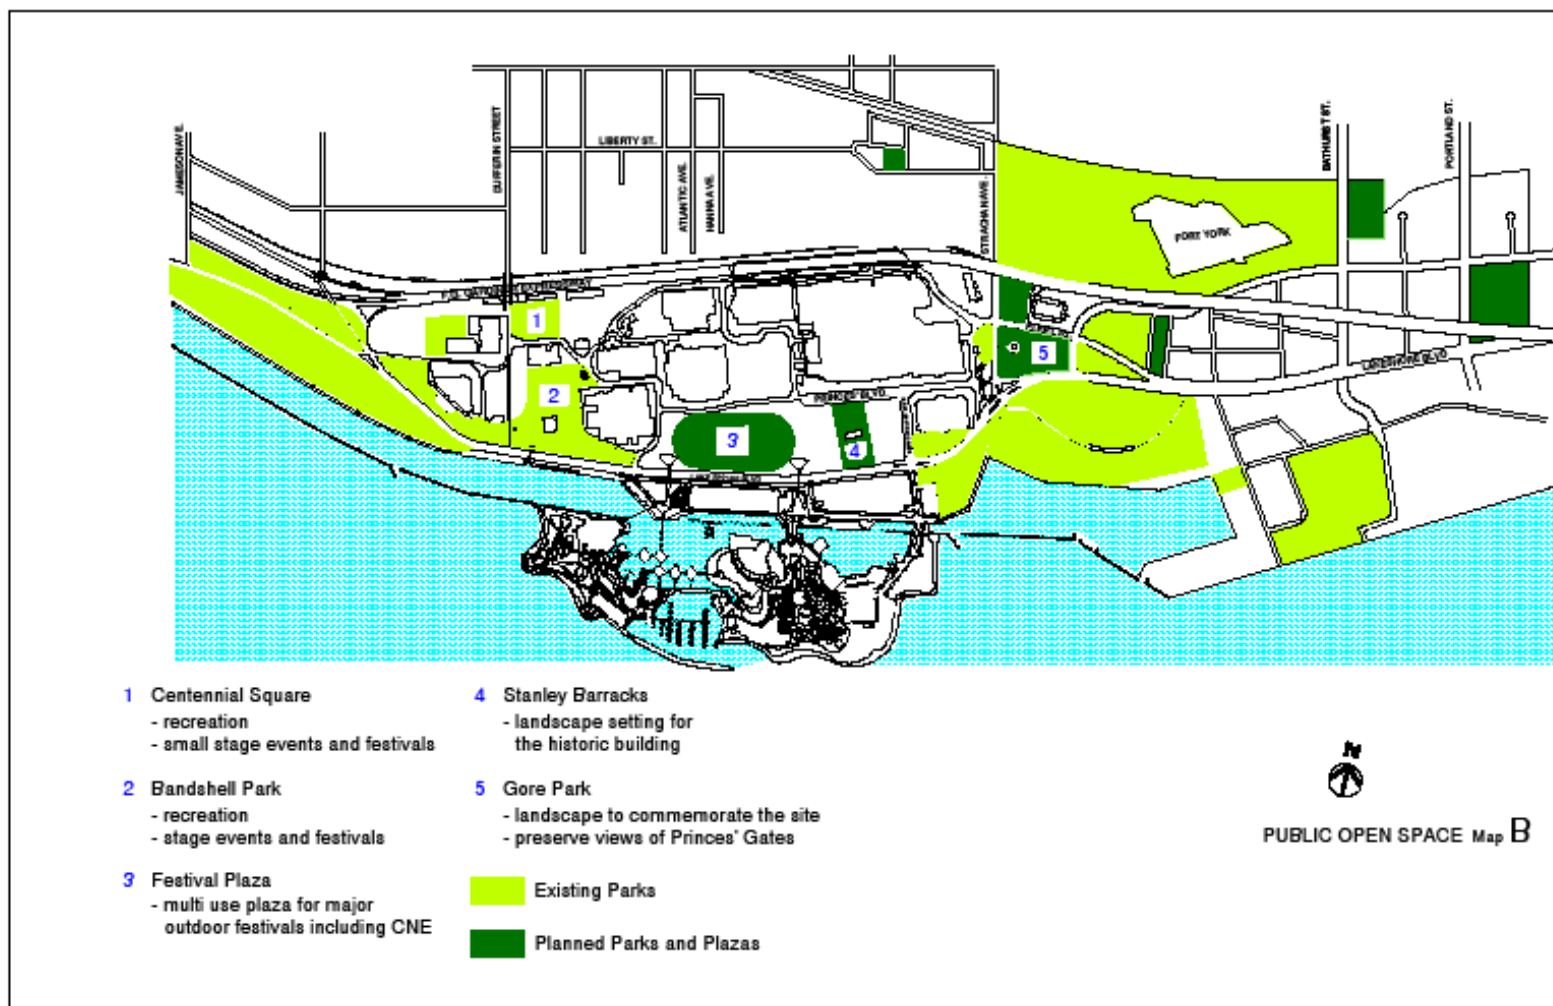 JAMESON AVE.
DUFFERIN STREET
LIBERTY ST.
ATLANTIC AVE.
HANNA AVE.
STRACHAN AVE.
BATHURST ST.
PORTLAND ST.
FORT YORK
F.G. GARDINER EXPRESSWAY
LAKESHORE BLVD
PRINCES' BLVD.
1
2
3
4
5
1 Centennial Square
- recreation
- small stage events and festivals
2 Bandshell Park
- recreation
- stage events and festivals
3 Festival Plaza
- multi use plaza for major
outdoor festivals including CNE
4 Stanley Barracks
- landscape setting for
the historic building
5 Gore Park
- landscape to commemorate the site
- preserve views of Princes' Gates
Existing Parks
Planned Parks and Plazas
N
PUBLIC OPEN SPACE Map B